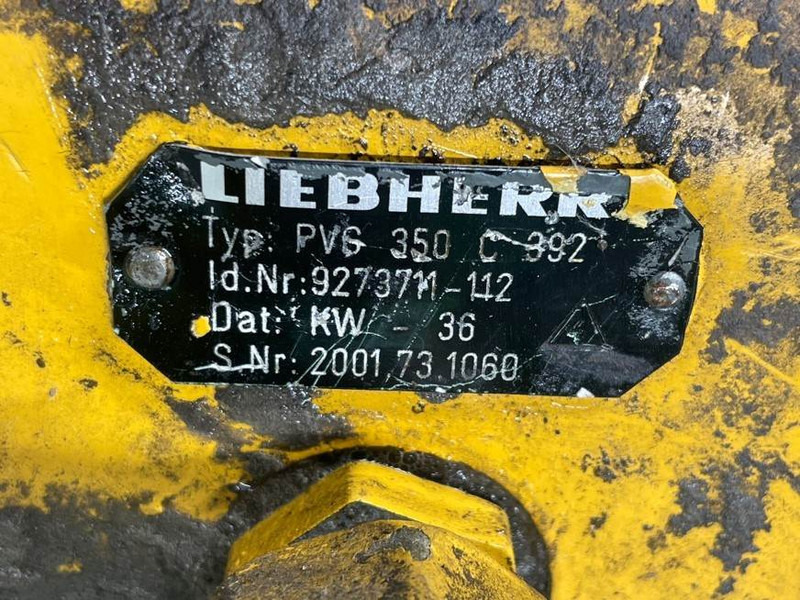 LIEBHERR
Typ: PVG 350 C 392
Id.Nr:9273711-112
Dat: KW - 36
S.Nr: 2001.73.1060